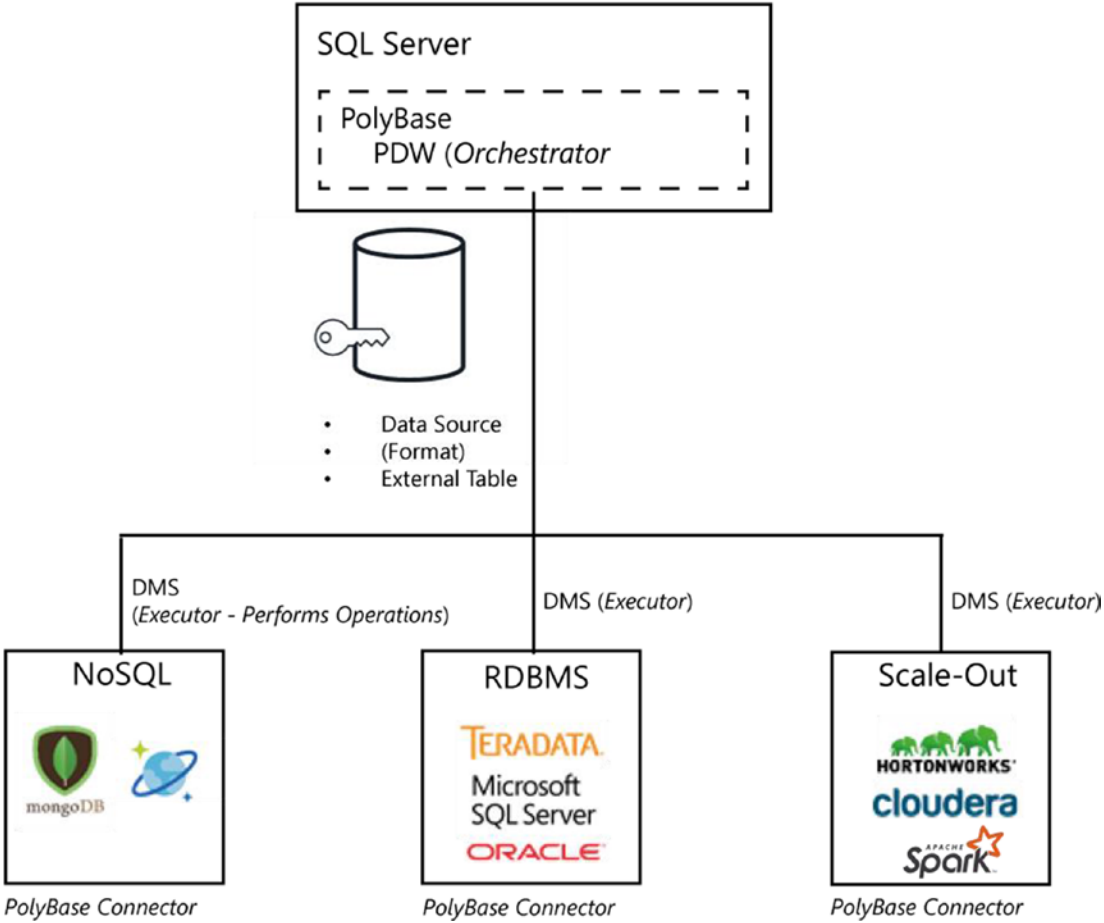 SQL Server
PolyBase
PDW (Orchestrator
• Data Source
• (Format)
• External Table
DMS
(Executor - Performs Operations)
DMS (Executor)
DMS (Executor)
NoSQL
mongoDB
PolyBase Connector
RDBMS
TERADATA.
Microsoft
SQL Server
ORACLE
PolyBase Connector
Scale-Out
HORTONWORKS
cloudera
APACHE
Spark
PolyBase Connector